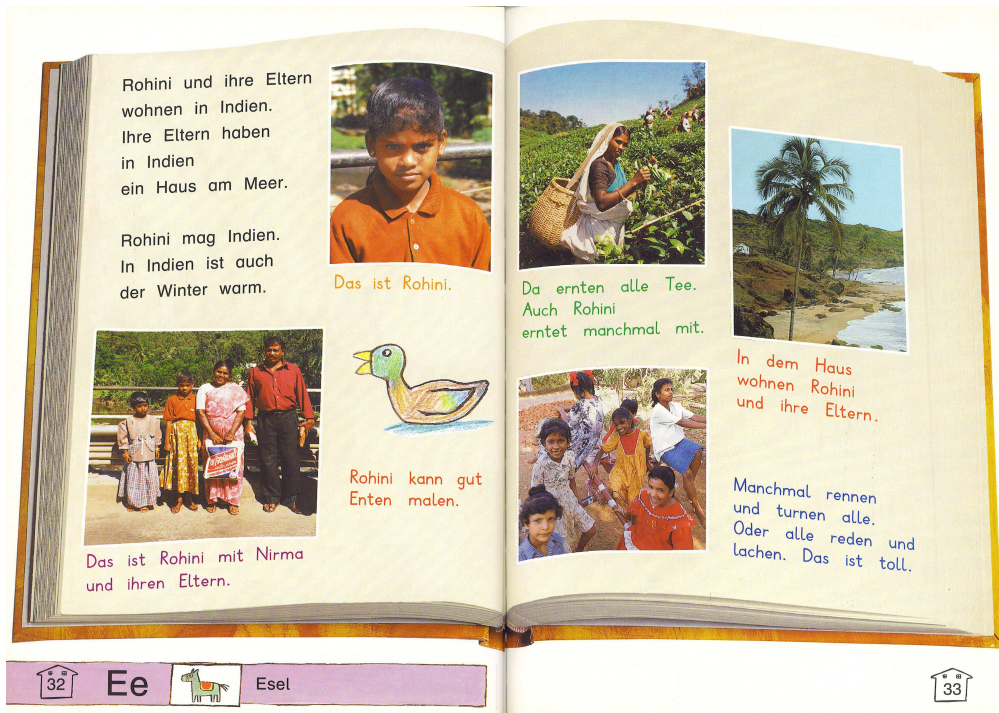 Rohini und ihre Eltern
wohnen in Indien.
Ihre Eltern haben
in Indien
ein Haus am Meer.
Rohini mag Indien.
In Indien ist auch
der Winter warm.
Das ist Rohini.
Das ist Rohini mit Nirma
und ihren Eltern.
Rohini kann gut
Enten malen.
Da ernten alle Tee.
Auch Rohini
erntet manchmal mit.
In dem Haus
wohnen Rohini
und ihre Eltern.
Manchmal rennen
und turnen alle.
Oder alle reden und
lachen. Das ist toll.
32
Ee
Esel
33